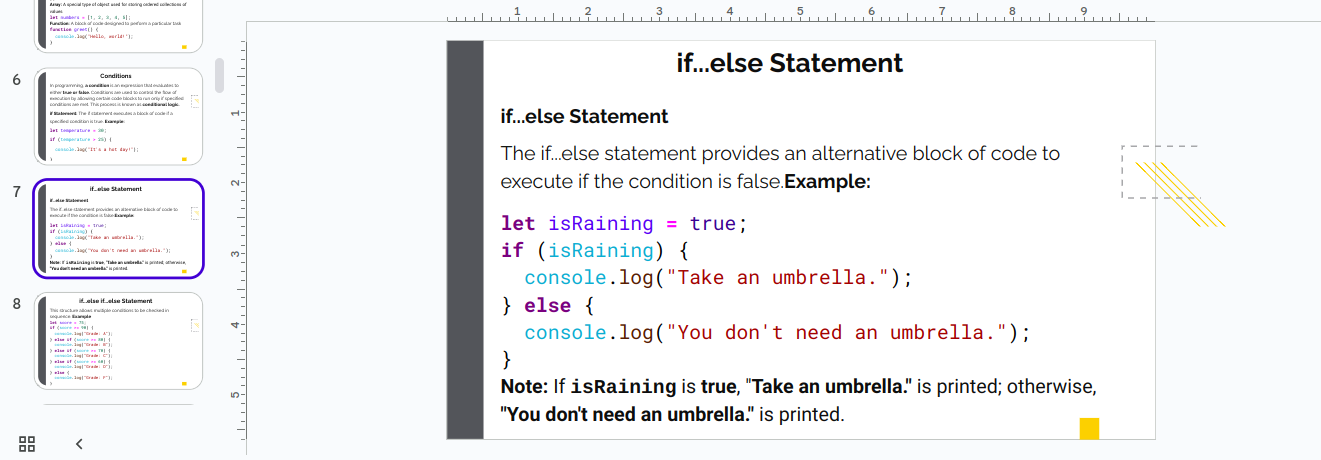 1 2 3 4 5 6 7 8 9
Array: A special type of object used for storing ordered collections of
values
let numbers = [1, 2, 3, 4, 5];
Function: A block of code designed to perform a particular task
function greet() {
console.log("Hello, world!");
}
6
Conditions
In programming, a condition is an expression that evaluates to
either true or false. Conditions are used to control the flow of
execution by allowing certain code blocks to run only if specified
conditions are met. This process is known as conditional logic.
if Statement: The if statement executes a block of code if a
specified condition is true. Example:
let temperature = 30;
if (temperature > 25) {
console.log("It's a hot day!");
}
7
if...else Statement
if...else Statement
The if...else statement provides an alternative block of code to
execute if the condition is false.Example:
let isRaining = true;
if (isRaining) {
console.log("Take an umbrella.");
} else {
console.log("You don't need an umbrella.");
}
Note: If isRaining is true, "Take an umbrella." is printed; otherwise,
"You don't need an umbrella." is printed.
8
if...else if...else Statement
This structure allows multiple conditions to be checked in
sequence. Example
let score = 75;
if (score >= 90) {
console.log("Grade: A");
} else if (score >= 80) {
console.log("Grade: B");
} else if (score >= 70) {
console.log("Grade: C");
} else if (score >= 60) {
console.log("Grade: D");
} else {
console.log("Grade: F");
}
1
2
3
4
5
if...else Statement
if...else Statement
The if...else statement provides an alternative block of code to
execute if the condition is false.Example:
let isRaining = true;
if (isRaining) {
console.log("Take an umbrella.");
} else {
console.log("You don't need an umbrella.");
}
Note: If isRaining is true, "Take an umbrella." is printed; otherwise,
"You don't need an umbrella." is printed.